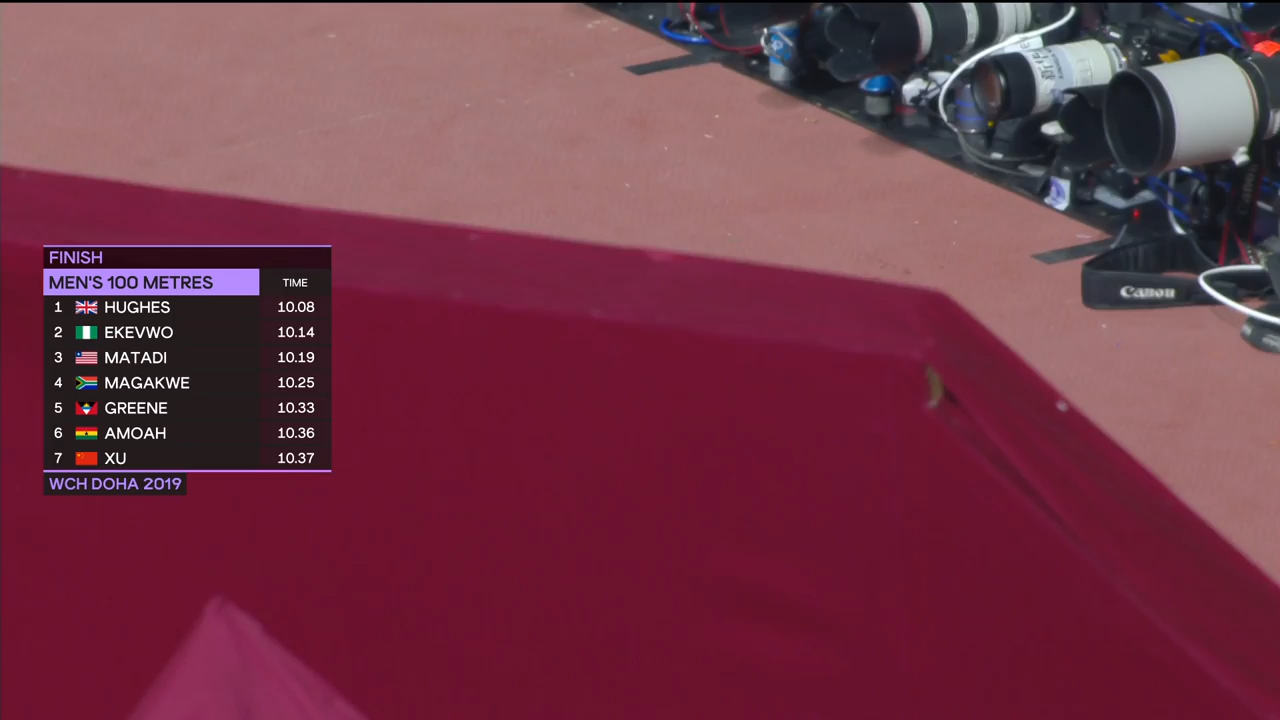 FINISH
MEN'S 100 METRES TIME
1 HUGHES 10.08
2 EKEVWO 10.14
3 MATADI 10.19
4 MAGAKWE 10.25
5 GREENE 10.33
6 AMOAH 10.36
7 XU 10.37
WCH DOHA 2019
Canon